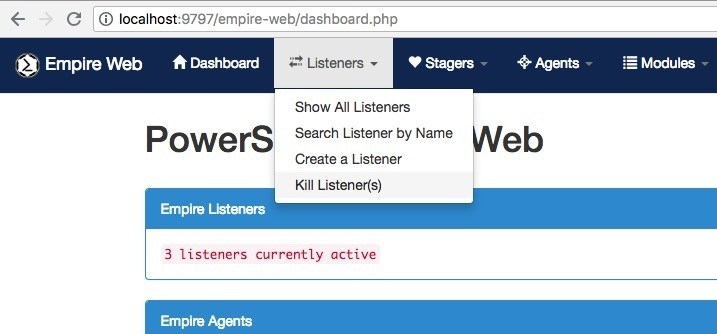 localhost:9797/empire-web/dashboard.php
Empire Web Dashboard Listeners Stagers Agents Modules
Show All Listeners
Search Listener by Name
Create a Listener
Kill Listener(s)
PowerS Web
Empire Listeners
3 listeners currently active
Empire Agents